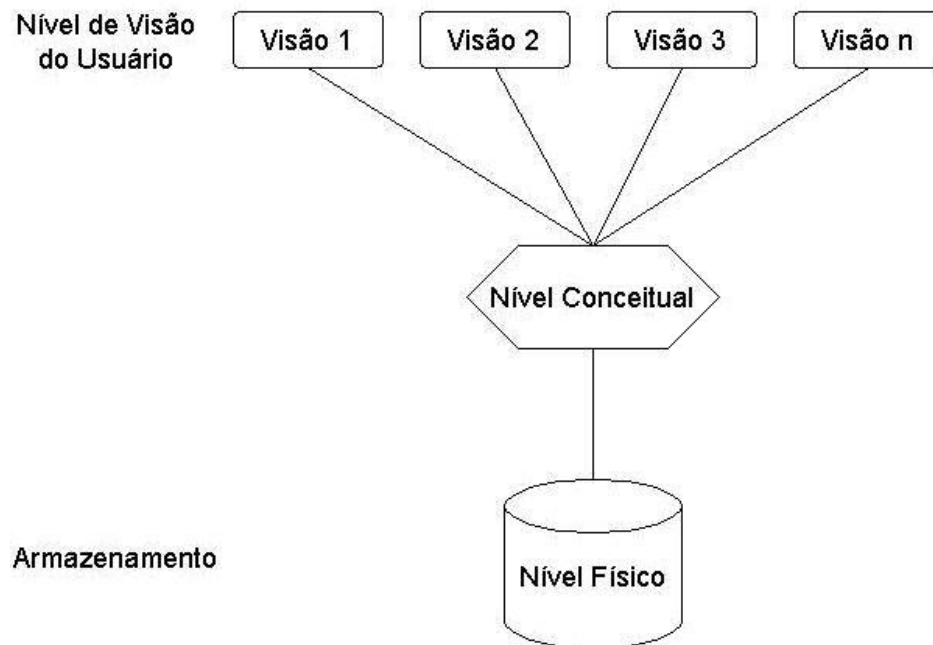 Nível de Visão
do Usuário
Visão 1
Visão 2
Visão 3
Visão n
Nível Conceitual
Armazenamento
Nível Físico